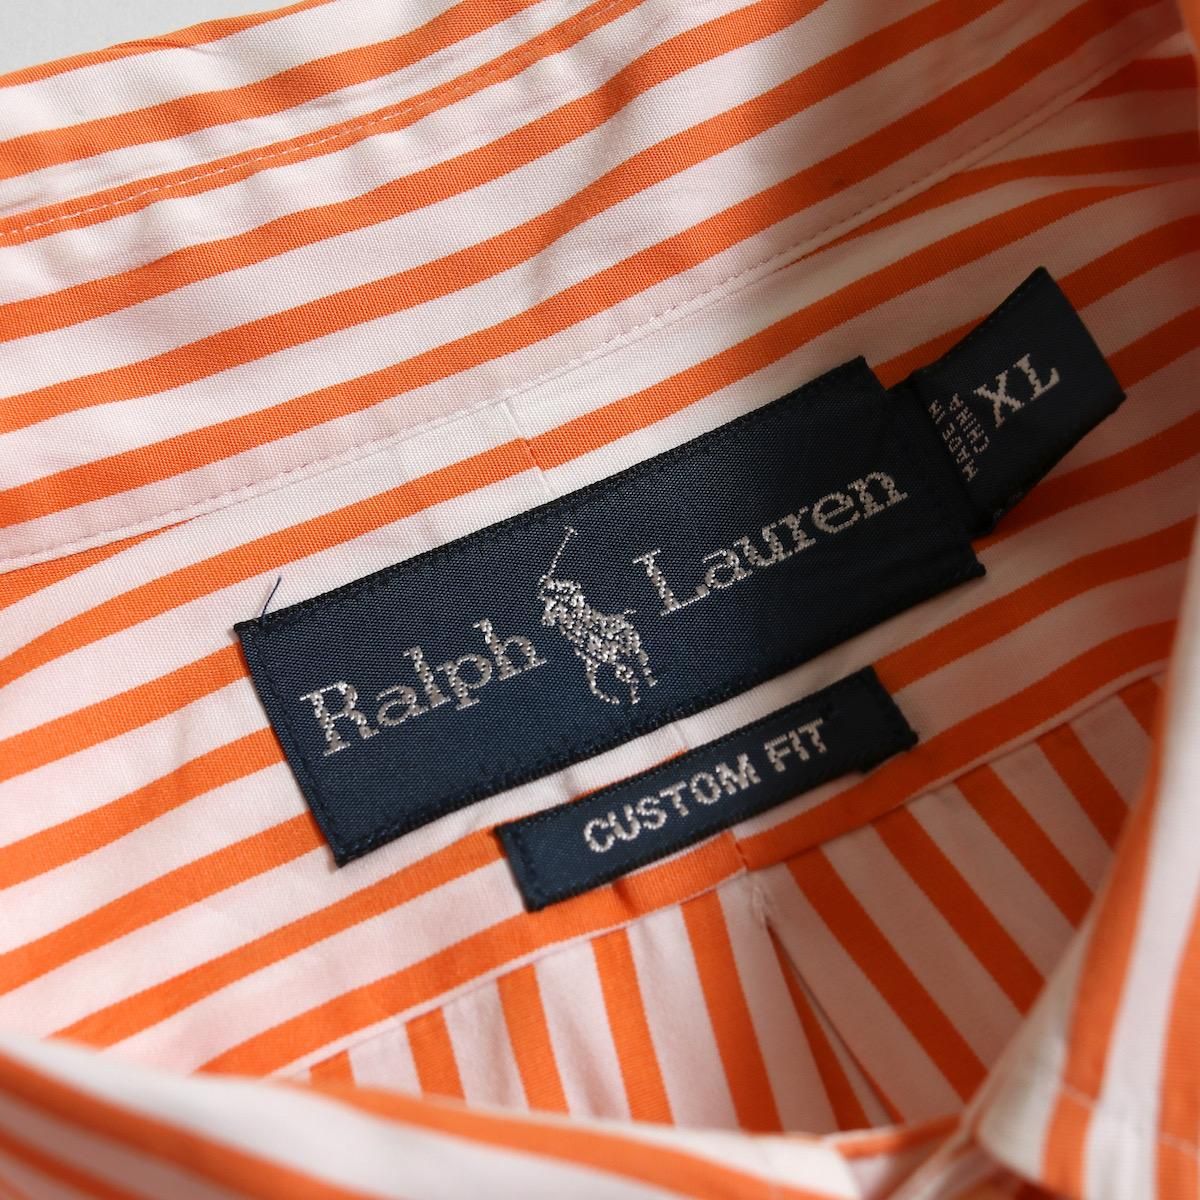 Ralph Lauren
XL
MADE IN
CHINA
CUSTOM FIT